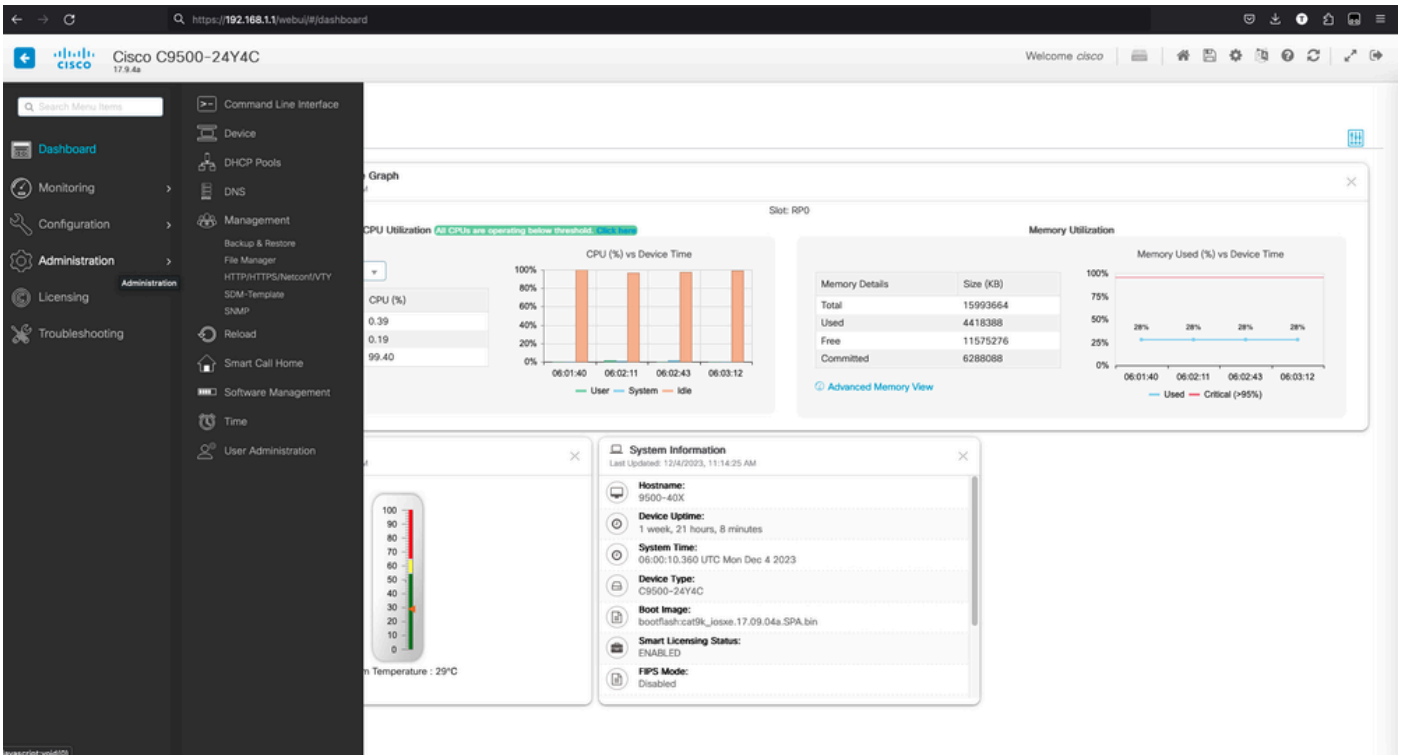 https://192.168.1.1/webui/#/dashboard
CISCO
Cisco C9500-24Y4C
17.9.4a
Welcome cisco
Search Menu Items
Dashboard
Monitoring
Configuration
Administration
Administration
Licensing
Troubleshooting
Command Line Interface
Device
DHCP Pools
DNS
Management
Backup & Restore
File Manager
HTTP/HTTPS/Netconf/VTY
SDM-Template
SNMP
Reload
Smart Call Home
Software Management
Time
User Administration
Graph
Slot: RP0
CPU Utilization All CPUs are operating below threshold. Click here
CPU (%) vs Device Time
CPU (%)
0.39
0.19
99.40
100%
80%
60%
40%
20%
0%
06:01:40 06:02:11 06:02:43 06:03:12
User System Idle
Memory Utilization
Memory Details Size (KB)
Total 15993664
Used 4418388
Free 11575276
Committed 6288088
Advanced Memory View
Memory Used (%) vs Device Time
100%
75%
50%
25%
0%
28% 28% 28% 28%
06:01:40 06:02:11 06:02:43 06:03:12
Used Critical (>95%)
100
90
80
70
60
50
40
30
20
10
0
Temperature : 29°C
System Information
Last Updated: 12/4/2023, 11:14:25 AM
Hostname:
9500-40X
Device Uptime:
1 week, 21 hours, 8 minutes
System Time:
06:00:10.360 UTC Mon Dec 4 2023
Device Type:
C9500-24Y4C
Boot Image:
bootflash:cat9k_iosxe.17.09.04a.SPA.bin
Smart Licensing Status:
ENABLED
FIPS Mode:
Disabled